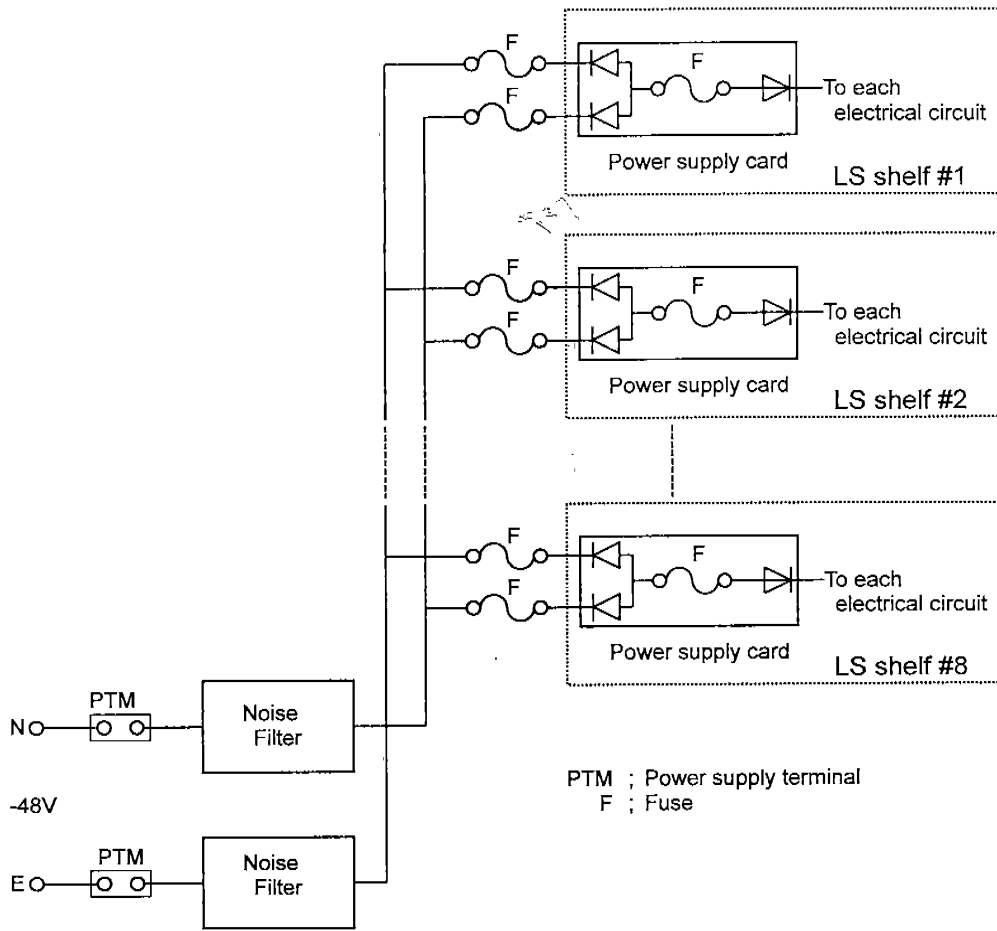 F
F
F
To each
electrical circuit
Power supply card
LS shelf #1
F
F
F
To each
electrical circuit
Power supply card
LS shelf #2
F
F
F
To each
electrical circuit
Power supply card
LS shelf #8
PTM
N
Noise
Filter
PTM ; Power supply terminal
F ; Fuse
-48V
PTM
E
Noise
Filter